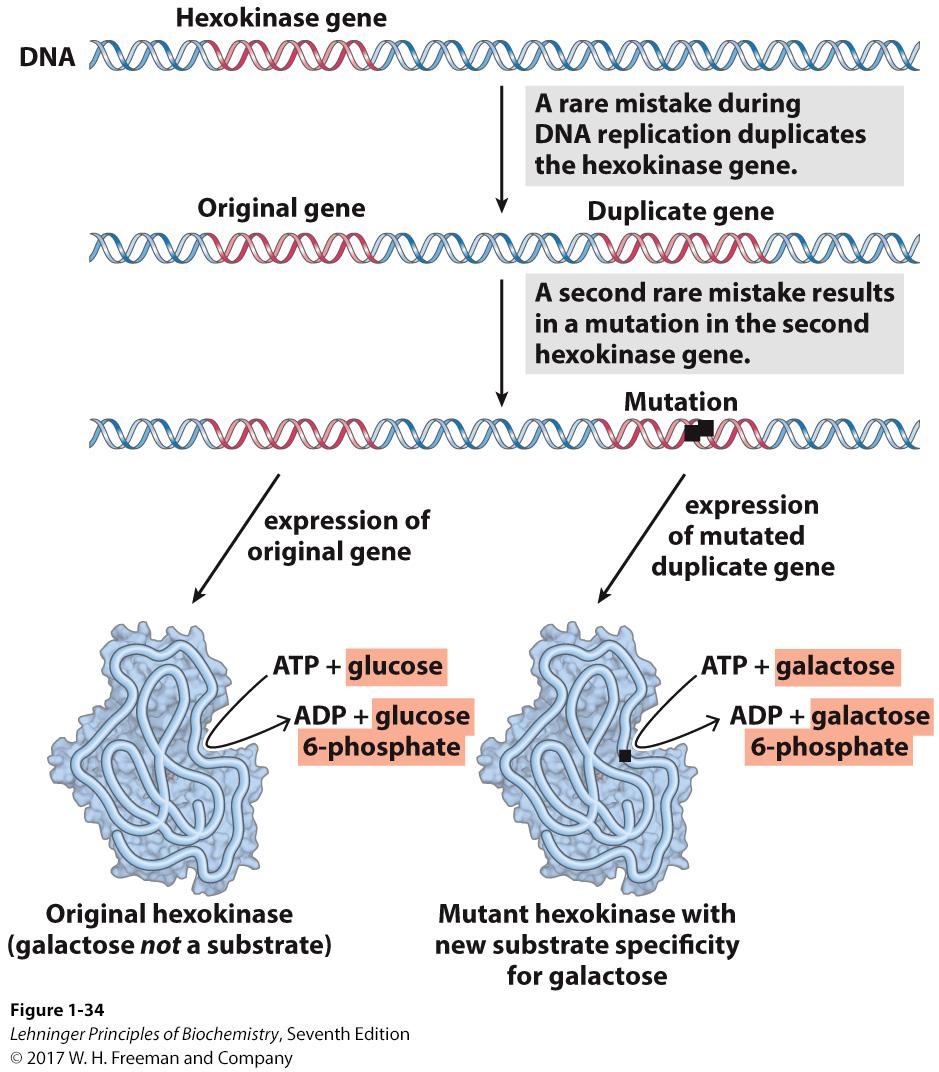 Hexokinase gene
DNA
A rare mistake during
DNA replication duplicates
the hexokinase gene.
Original gene
Duplicate gene
A second rare mistake results
in a mutation in the second
hexokinase gene.
Mutation
expression of
original gene
expression
of mutated
duplicate gene
ATP + glucose
ADP + glucose
6-phosphate
ATP + galactose
ADP + galactose
6-phosphate
Original hexokinase
(galactose not a substrate)
Mutant hexokinase with
new substrate specificity
for galactose
Figure 1-34
Lehninger Principles of Biochemistry, Seventh Edition
© 2017 W. H. Freeman and Company